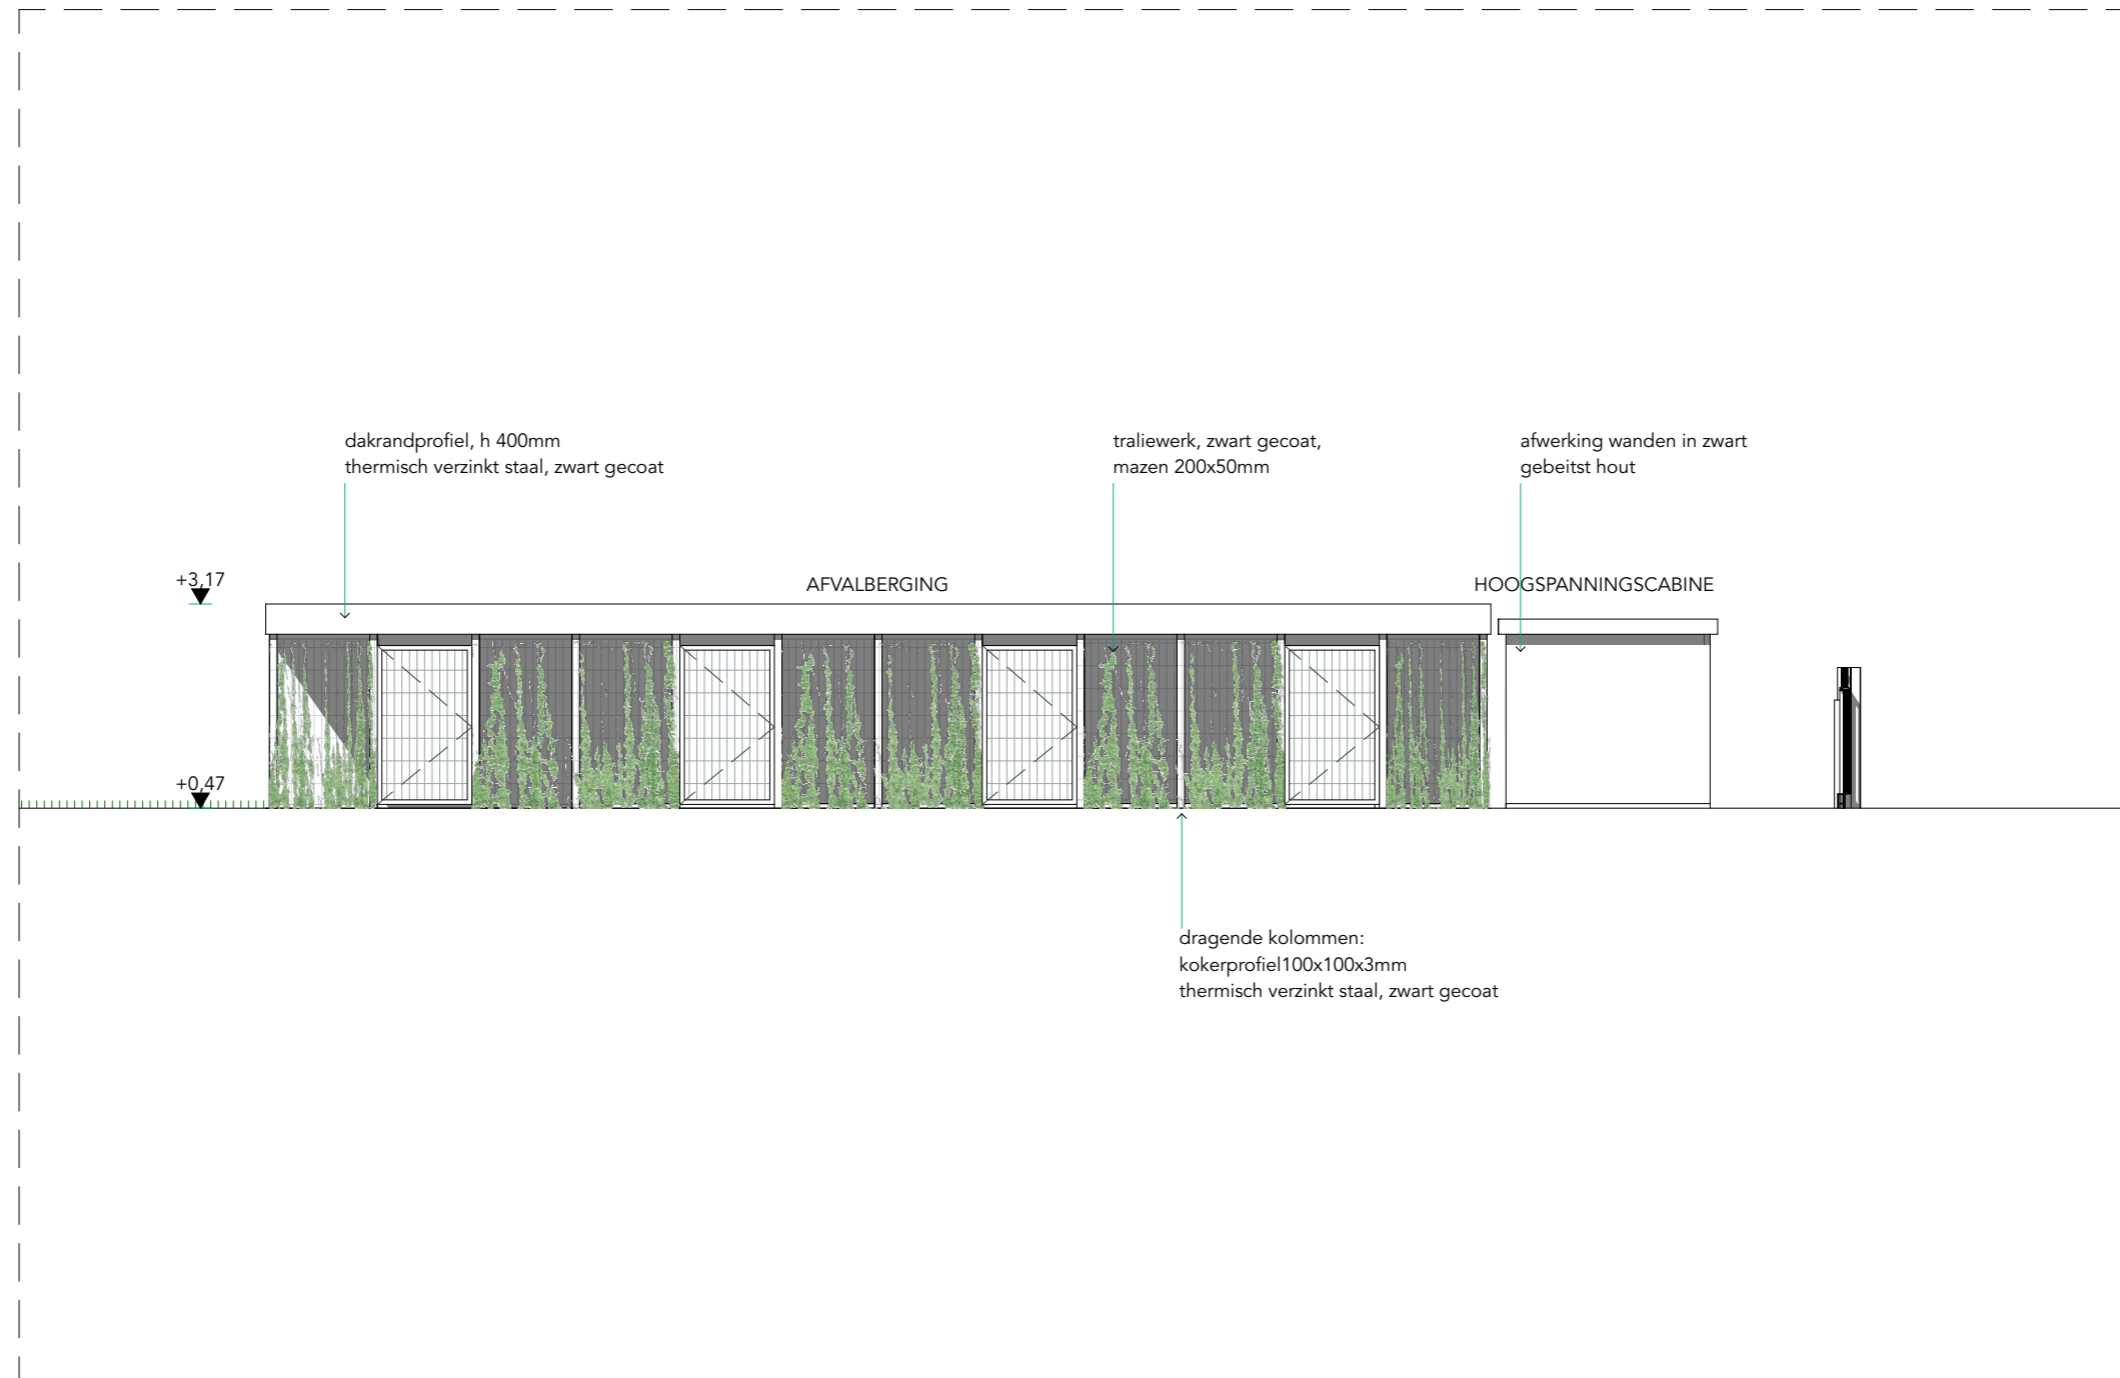 dakrandprofiel, h 400mm
thermisch verzinkt staal, zwart gecoat
traliewerk, zwart gecoat,
mazen 200x50mm
afwerking wanden in zwart
gebeitst hout
+3,17
AFVALBERGING
HOOGSPANNINGSCABINE
+0,47
dragende kolommen:
kokerprofiel100x100x3mm
thermisch verzinkt staal, zwart gecoat